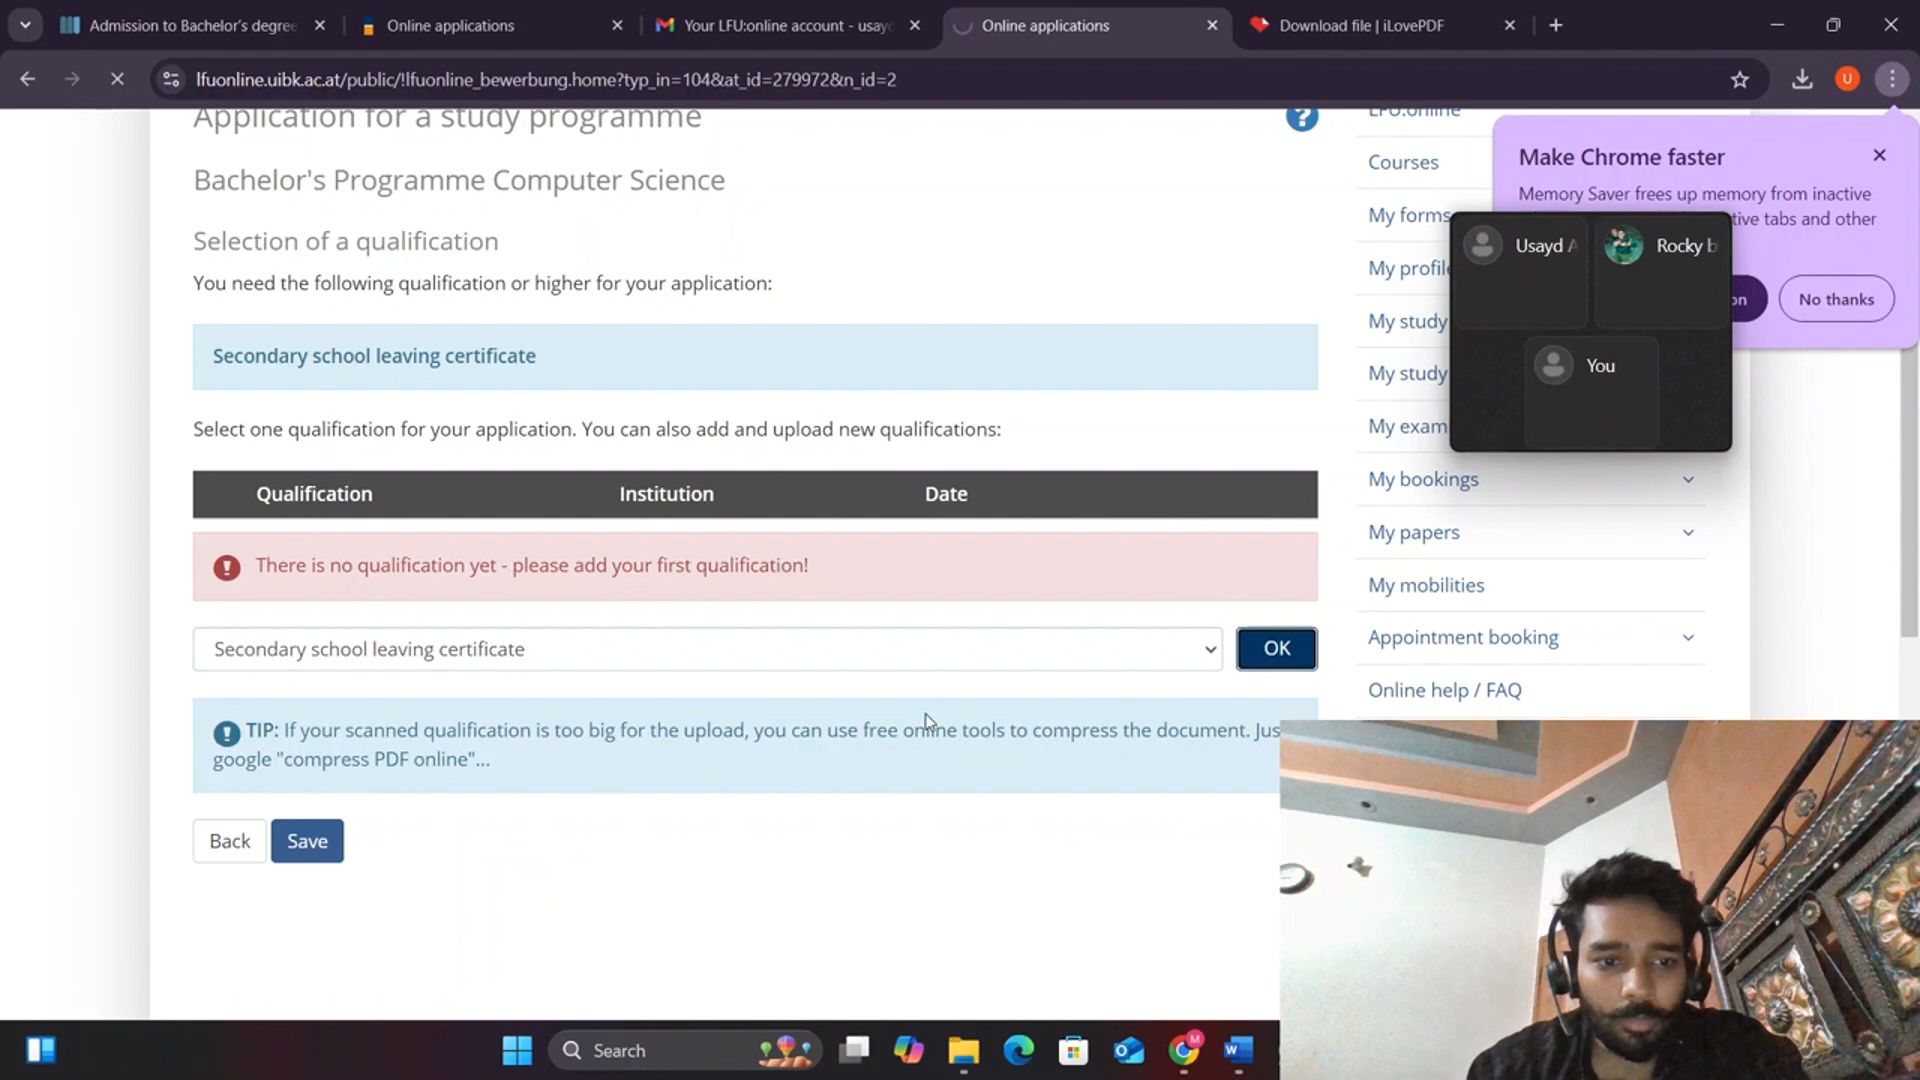 Admission to Bachelor's degree
Online applications
Your LFU:online account - usay
Online applications
Download file | iLovePDF
lfuonline.uibk.ac.at/public/!lfuonline_bewerbung.home?typ_in=104&at_id=279972&n_id=2
U
Application for a study programme
Bachelor's Programme Computer Science
Selection of a qualification
You need the following qualification or higher for your application:
Secondary school leaving certificate
Select one qualification for your application. You can also add and upload new qualifications:
Qualification Institution Date
There is no qualification yet - please add your first qualification!
Secondary school leaving certificate
OK
TIP: If your scanned qualification is too big for the upload, you can use free online tools to compress the document. Jus
google "compress PDF online"...
Back Save
LFU:online
Courses
My forms
My profile
My study
My study
My exam
My bookings
My papers
My mobilities
Appointment booking
Online help / FAQ
Make Chrome faster
Memory Saver frees up memory from inactive
tive tabs and other
on
No thanks
Usayd A
Rocky b
You
Search
M
W